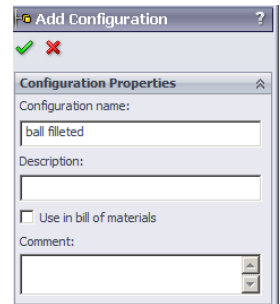 Add Configuration ?
Configuration Properties
Configuration name:
ball filleted
Description:
Use in bill of materials
Comment: